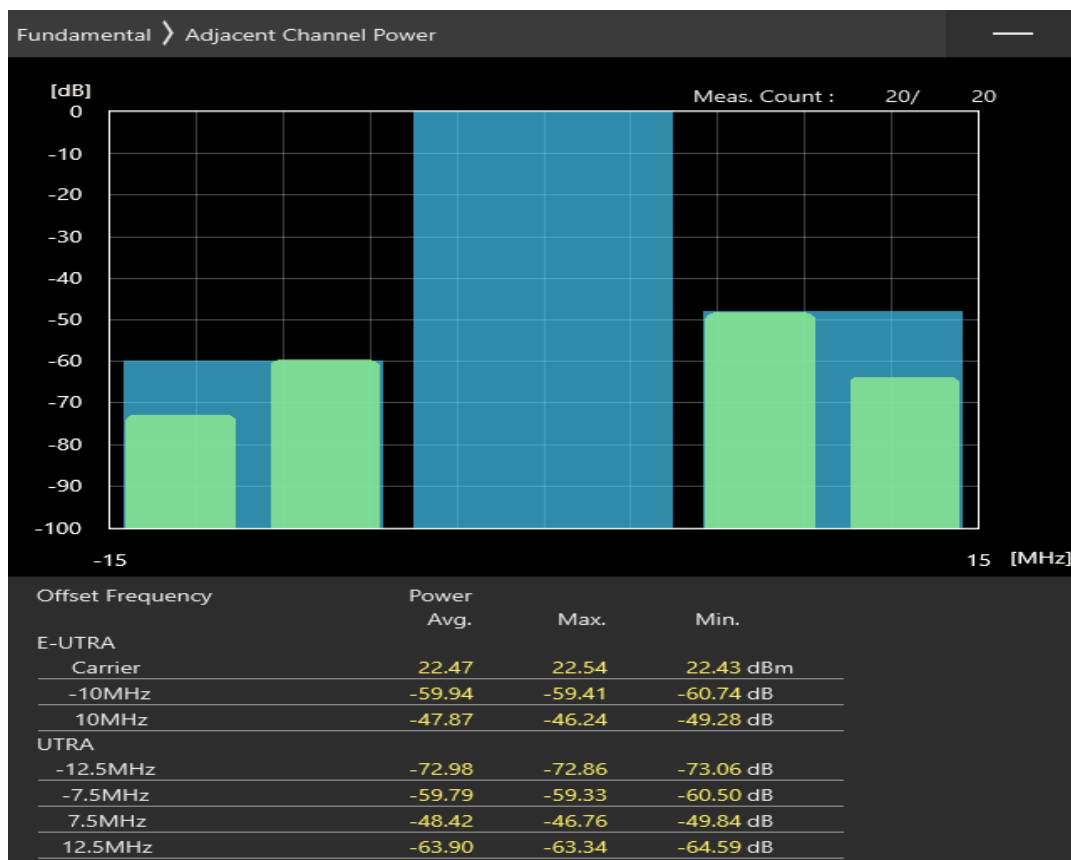 Fundamental ❯ Adjacent Channel Power
[dB]
Meas. Count : 20/ 20
0
-10
-20
-30
-40
-50
-60
-70
-80
-90
-100
-15 15 [MHz]
Offset Frequency Power
Avg. Max. Min.
E-UTRA
Carrier 22.47 22.54 22.43 dBm
-10MHz -59.94 -59.41 -60.74 dB
10MHz -47.87 -46.24 -49.28 dB
UTRA
-12.5MHz -72.98 -72.86 -73.06 dB
-7.5MHz -59.79 -59.33 -60.50 dB
7.5MHz -48.42 -46.76 -49.84 dB
12.5MHz -63.90 -63.34 -64.59 dB